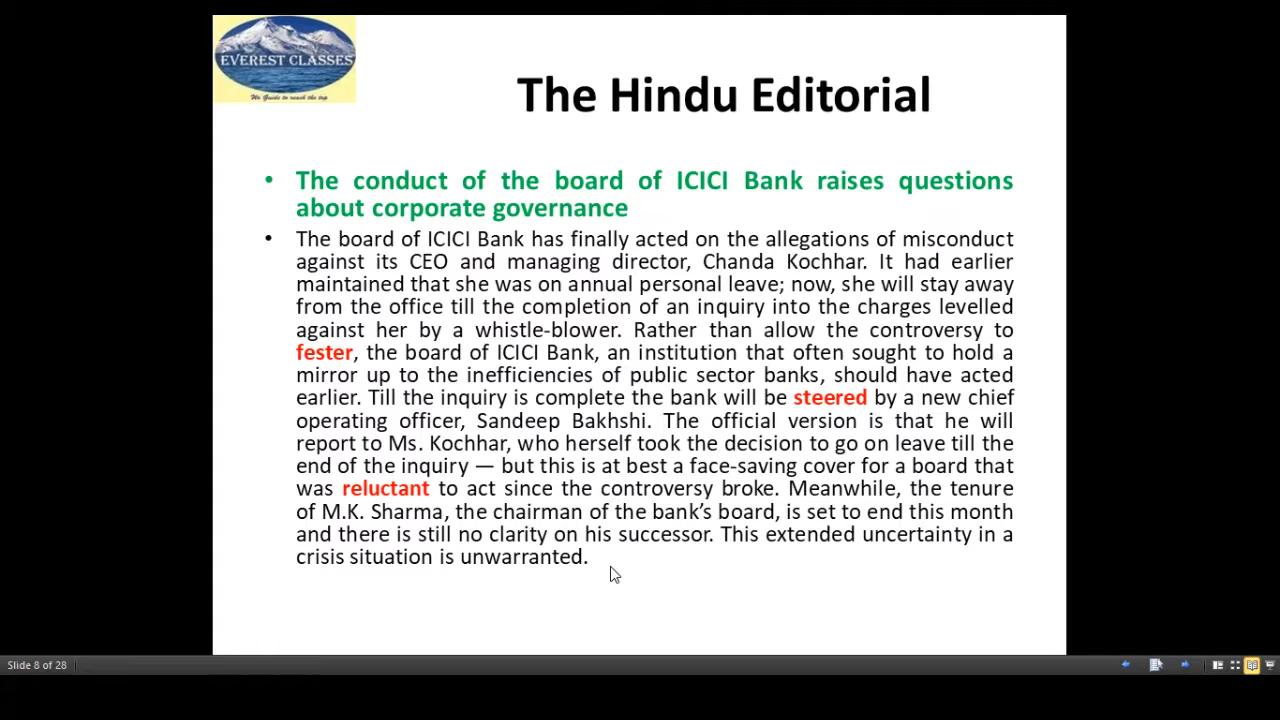 EVEREST CLASSES
We Guide to reach the top
The Hindu Editorial
• The conduct of the board of ICICI Bank raises questions
about corporate governance
• The board of ICICI Bank has finally acted on the allegations of misconduct
against its CEO and managing director, Chanda Kochhar. It had earlier
maintained that she was on annual personal leave; now, she will stay away
from the office till the completion of an inquiry into the charges levelled
against her by a whistle-blower. Rather than allow the controversy to
fester, the board of ICICI Bank, an institution that often sought to hold a
mirror up to the inefficiencies of public sector banks, should have acted
earlier. Till the inquiry is complete the bank will be steered by a new chief
operating officer, Sandeep Bakhshi. The official version is that he will
report to Ms. Kochhar, who herself took the decision to go on leave till the
end of the inquiry — but this is at best a face-saving cover for a board that
was reluctant to act since the controversy broke. Meanwhile, the tenure
of M.K. Sharma, the chairman of the bank’s board, is set to end this month
and there is still no clarity on his successor. This extended uncertainty in a
crisis situation is unwarranted.
Slide 8 of 28